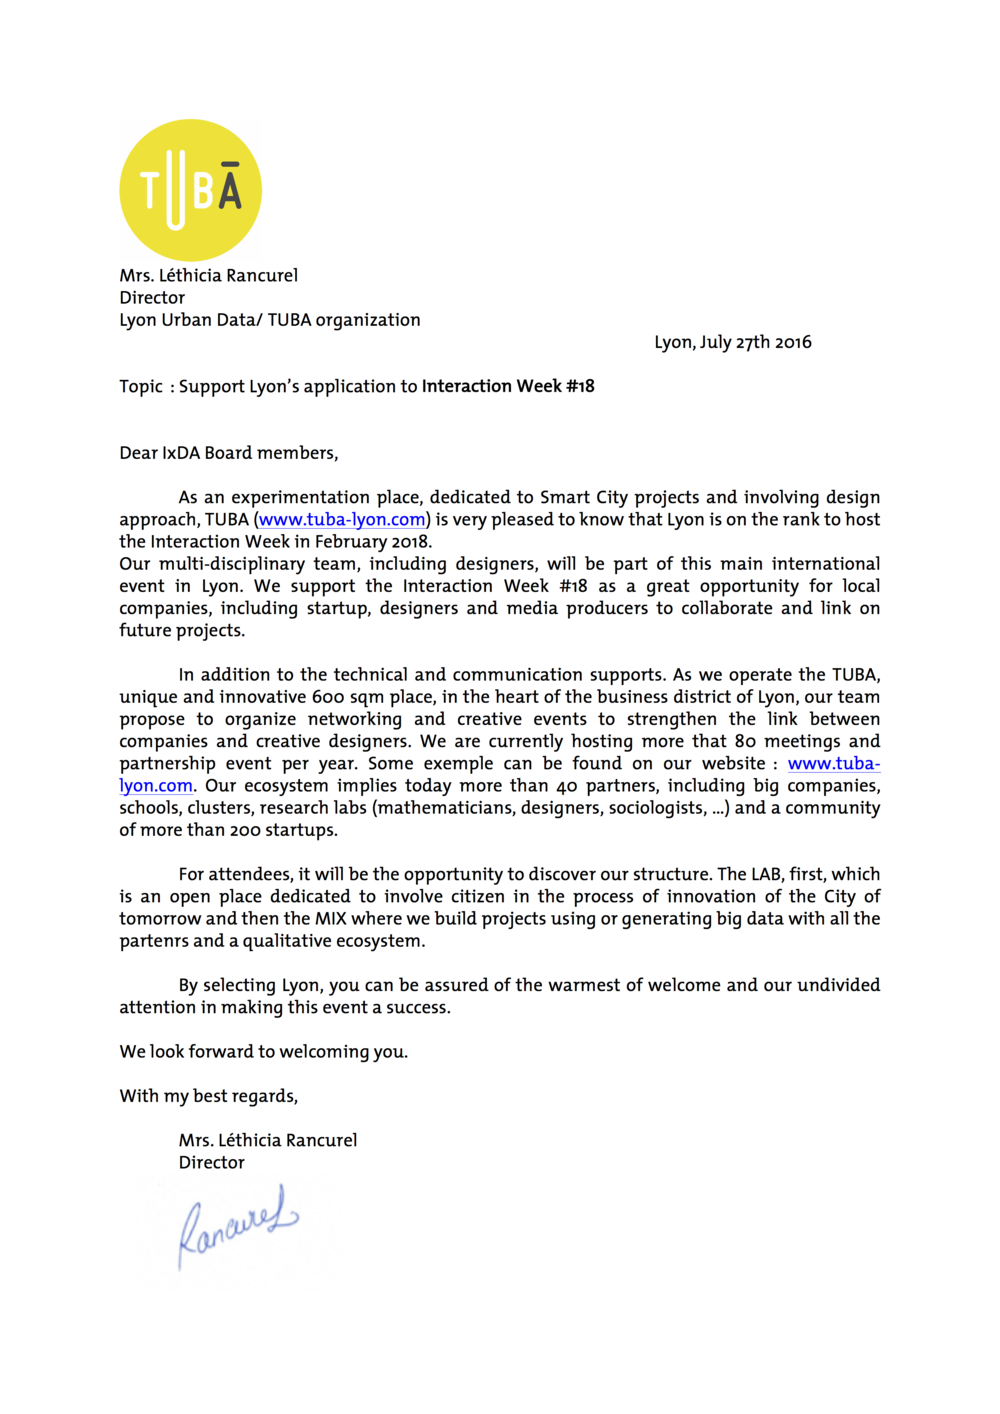 TUBĀ
Mrs. Léthicia Rancurel
Director
Lyon Urban Data/ TUBA organization
Lyon, July 27th 2016
Topic : Support Lyon's application to Interaction Week #18
Dear IxDA Board members,
As an experimentation place, dedicated to Smart City projects and involving design
approach, TUBA (www.tuba-lyon.com) is very pleased to know that Lyon is on the rank to host
the Interaction Week in February 2018.
Our multi-disciplinary team, including designers, will be part of this main international
event in Lyon. We support the Interaction Week #18 as a great opportunity for local
companies, including startup, designers and media producers to collaborate and link on
future projects.
In addition to the technical and communication supports. As we operate the TUBA,
unique and innovative 600 sqm place, in the heart of the business district of Lyon, our team
propose to organize networking and creative events to strengthen the link between
companies and creative designers. We are currently hosting more that 80 meetings and
partnership event per year. Some exemple can be found on our website : www.tuba-
lyon.com. Our ecosystem implies today more than 40 partners, including big companies,
schools, clusters, research labs (mathematicians, designers, sociologists, ...) and a community
of more than 200 startups.
For attendees, it will be the opportunity to discover our structure. The LAB, first, which
is an open place dedicated to involve citizen in the process of innovation of the City of
tomorrow and then the MIX where we build projects using or generating big data with all the
partenrs and a qualitative ecosystem.
By selecting Lyon, you can be assured of the warmest of welcome and our undivided
attention in making this event a success.
We look forward to welcoming you.
With my best regards,
Mrs. Léthicia Rancurel
Director
Rancurel